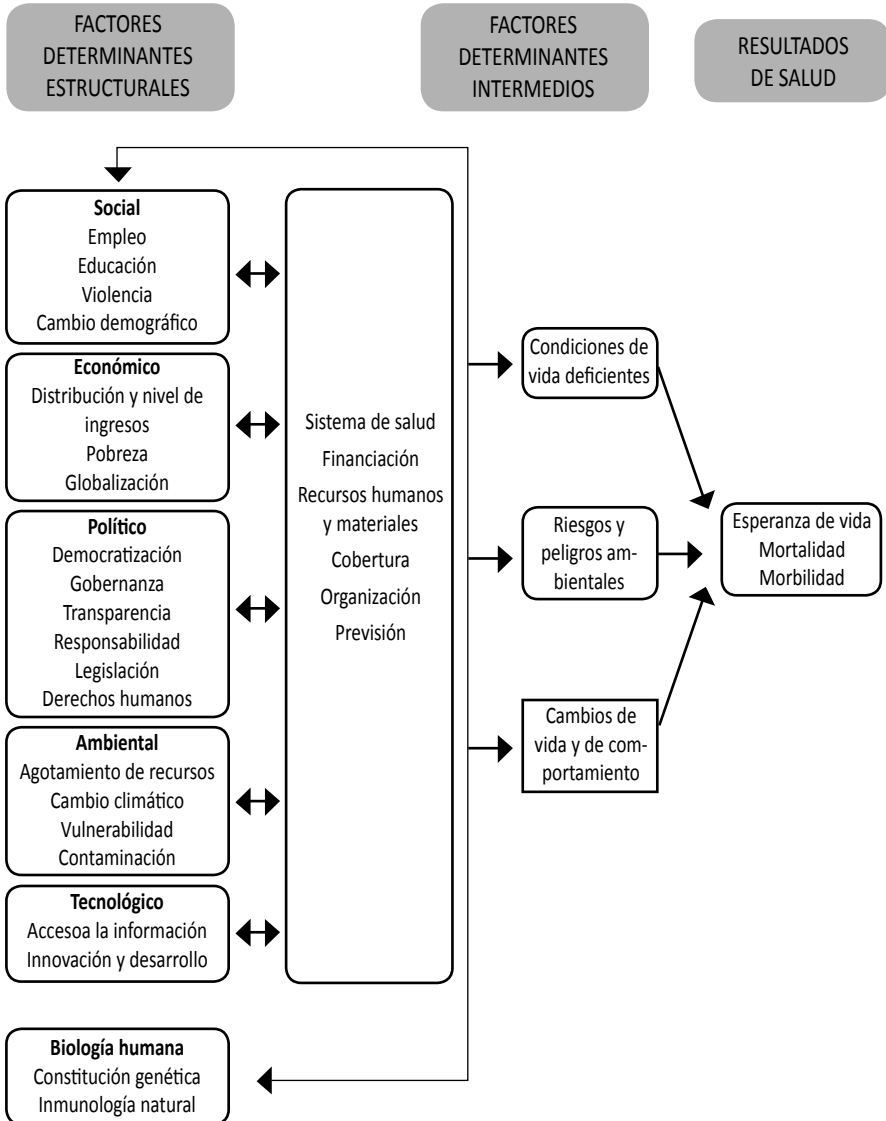 FACTORES
DETERMINANTES
ESTRUCTURALES
FACTORES
DETERMINANTES
INTERMEDIOS
RESULTADOS
DE SALUD
Social
Empleo
Educación
Violencia
Cambio demográfico
Económico
Distribución y nivel de
ingresos
Pobreza
Globalización
Político
Democratización
Gobernanza
Transparencia
Responsabilidad
Legislación
Derechos humanos
Ambiental
Agotamiento de recursos
Cambio climático
Vulnerabilidad
Contaminación
Tecnológico
Accesoa la información
Innovación y desarrollo
Biología humana
Constitución genética
Inmunología natural
Sistema de salud
Financiación
Recursos humanos
y materiales
Cobertura
Organización
Previsión
Condiciones de
vida deficientes
Riesgos y
peligros am-
bientales
Cambios de
vida y de com-
portamiento
Esperanza de vida
Mortalidad
Morbilidad